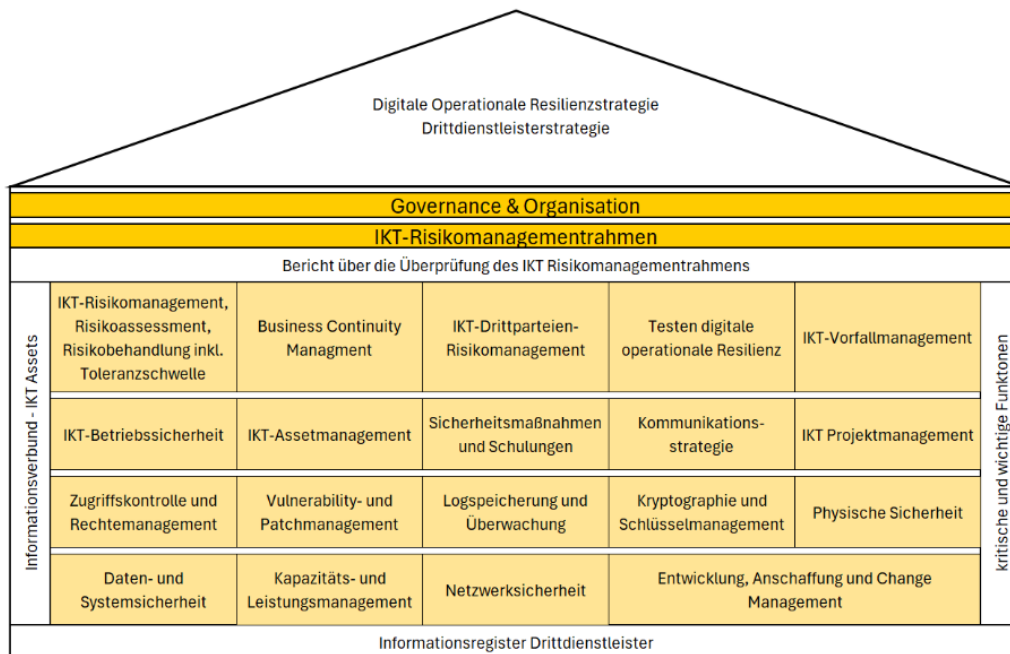 Digitale Operationale Resilienzstrategie
Drittdienstleisterstrategie
Governance & Organisation
IKT-Risikomanagementrahmen
Bericht über die Überprüfung des IKT Risikomanagementrahmens
Informationsverbund - IKT Assets
IKT-Risikomanagement,
Risikoassessment,
Risikobehandlung inkl.
Toleranzschwelle
Business Continuity
Managment
IKT-Drittparteien-
Risikomanagement
Testen digitale
operationale Resilienz
IKT-Vorfallmanagement
IKT-Betriebssicherheit
IKT-Assetmanagement
Sicherheitsmaßnahmen
und Schulungen
Kommunikations-
strategie
IKT Projektmanagement
Zugriffskontrolle und
Rechtemanagement
Vulnerability- und
Patchmanagement
Logspeicherung und
Überwachung
Kryptographie und
Schlüsselmanagement
Physische Sicherheit
Daten- und
Systemsicherheit
Kapazitäts- und
Leistungsmanagement
Netzwerksicherheit
Entwicklung, Anschaffung und Change
Management
kritische und wichtige Funktonen
Informationsregister Drittdienstleister